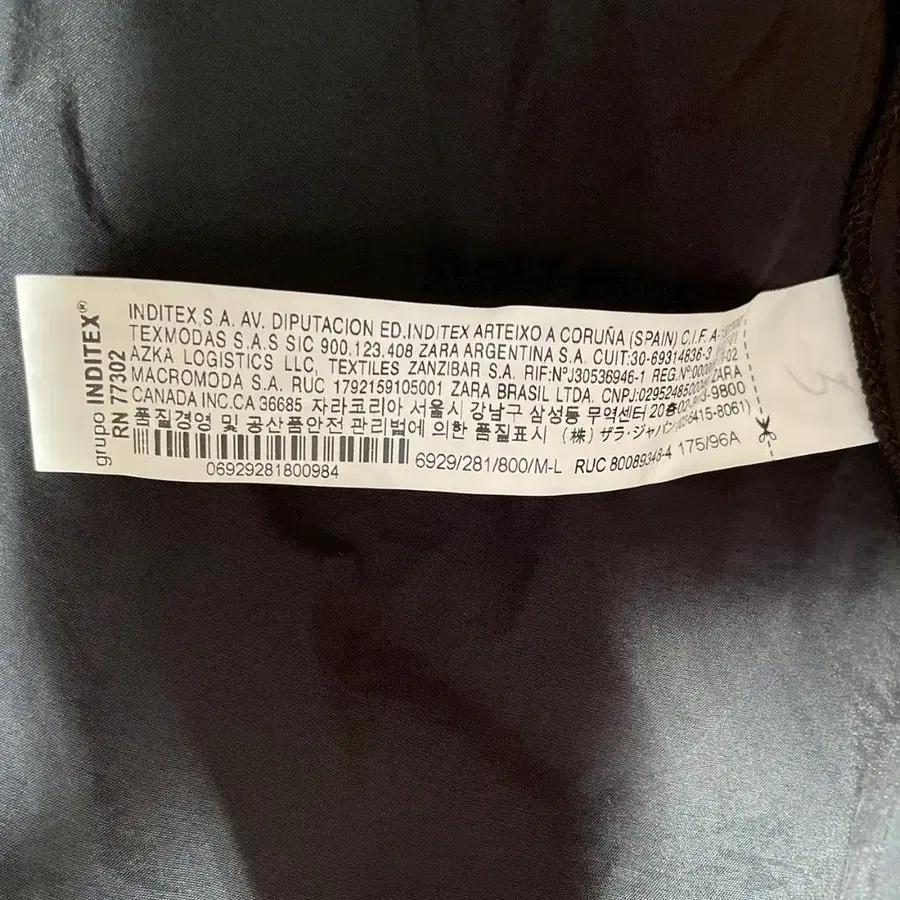 grupo INDITEX®
RN 77302
INDITEX, S.A. AV. DIPUTACION ED.INDITEX ARTEIXO A CORUÑA (SPAIN) C.I.F. A-
TEXMODAS S.A.S SIC 900.123.408 ZARA ARGENTINA S.A. CUIT:30-69314836-3
AZKA LOGISTICS LLC, TEXTILES ZANZIBAR S.A. RIF:N°J30536946-1 REG.N°
MACROMODA S.A. RUC 1792159105001 ZARA BRASIL LTDA. CNPJ: ZARA
CANADA INC.CA 36685 자라코리아 서울시 강남구 삼성동 무역센터 20층
품질경영 및 공산품안전 관리법에 의한 품질표시 (株) ザラ・ジャパン
06929281800984
6929/281/800/M-L RUC 80089348-4 175/96A